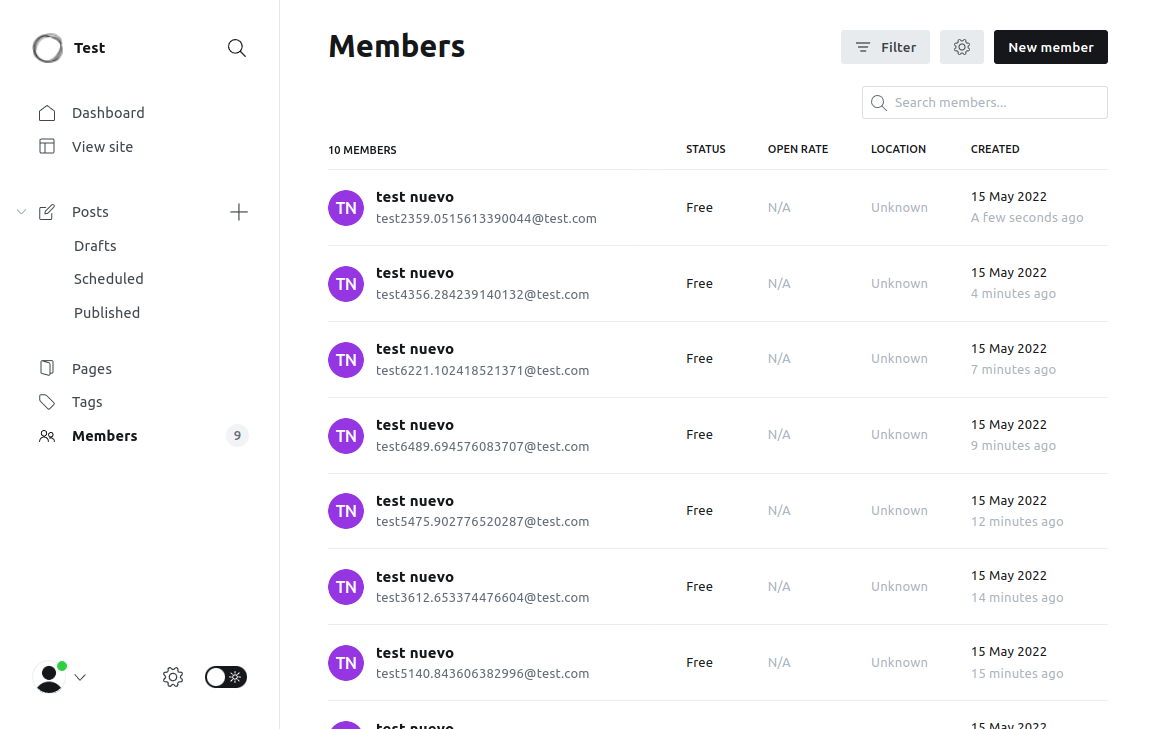 Test
Dashboard
View site
Posts
Drafts
Scheduled
Published
Pages
Tags
Members 9
Members
Filter
New member
Search members...
10 MEMBERS STATUS OPEN RATE LOCATION CREATED
TN test nuevo 15 May 2022
test2359.0515613390044@test.com Free N/A Unknown A few seconds ago
TN test nuevo 15 May 2022
test4356.284239140132@test.com Free N/A Unknown 4 minutes ago
TN test nuevo 15 May 2022
test6221.102418521371@test.com Free N/A Unknown 7 minutes ago
TN test nuevo 15 May 2022
test6489.694576083707@test.com Free N/A Unknown 9 minutes ago
TN test nuevo 15 May 2022
test5475.902776520287@test.com Free N/A Unknown 12 minutes ago
TN test nuevo 15 May 2022
test3612.653374476604@test.com Free N/A Unknown 14 minutes ago
TN test nuevo 15 May 2022
test5140.843606382996@test.com Free N/A Unknown 15 minutes ago
test nuevo 15 May 2022